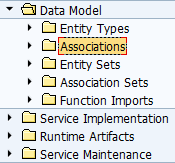 Data Model
Entity Types
Associations
Entity Sets
Association Sets
Function Imports
Service Implementation
Runtime Artifacts
Service Maintenance